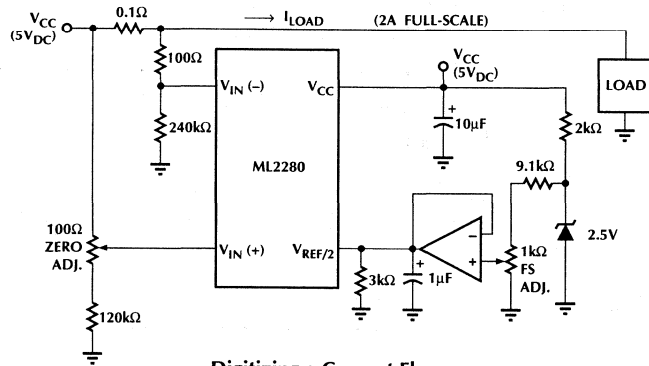 VCC
(5VDC)
0.1Ω
ILOAD
(2A FULL-SCALE)
100Ω
VIN (−)
VCC
VCC
(5VDC)
LOAD
240kΩ
10µF
+
2kΩ
ML2280
9.1kΩ
100Ω
ZERO
ADJ.
VIN (+)
VREF/2
−
+
+
3kΩ
1µF
1kΩ
FS
ADJ.
2.5V
120kΩ